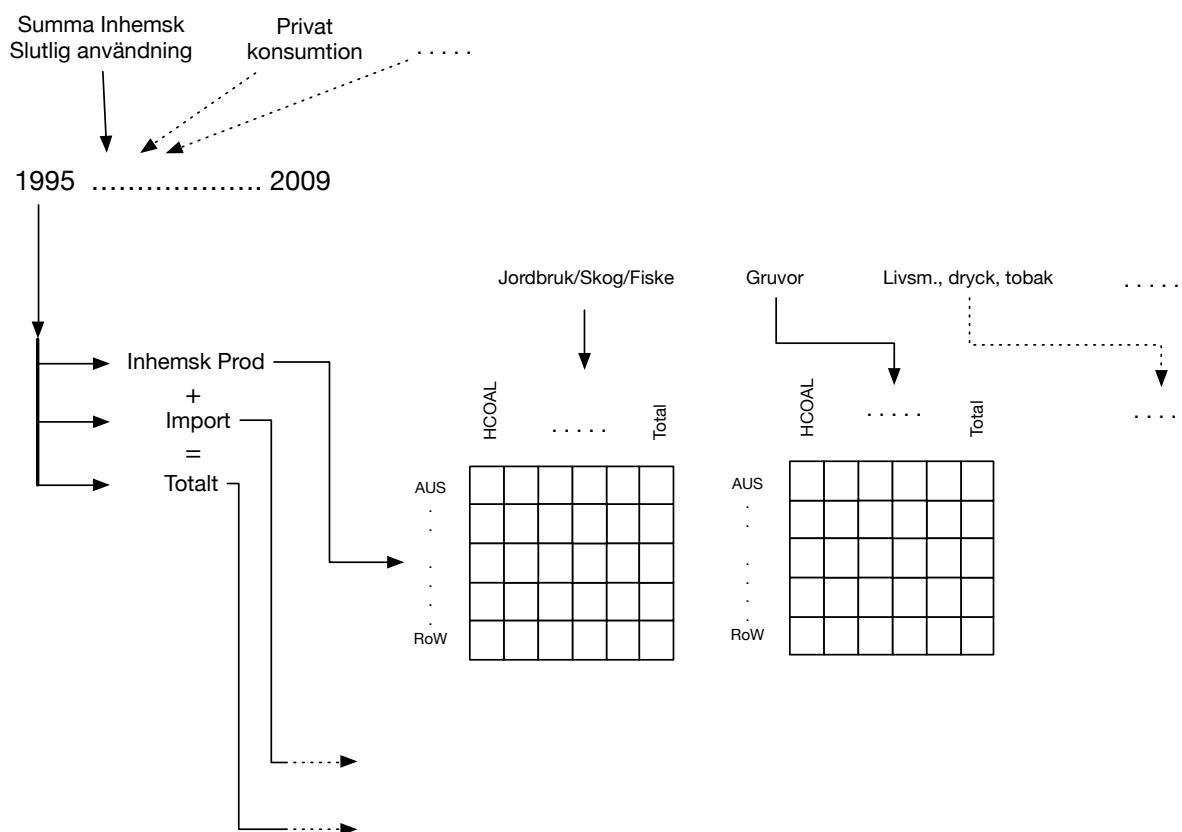 Summa Inhemsk
Slutlig användning
Privat
konsumtion
. . . . .
1995 ................... 2009
Jordbruk/Skog/Fiske
Gruvor
Livsm., dryck, tobak
. . . . .
Inhemsk Prod
+
Import
=
Totalt
HCOAL
. . . . .
Total
HCOAL
. . . . .
Total
. . . .
AUS
.
.
.
.
.
.
RoW
AUS
.
.
.
.
.
.
RoW